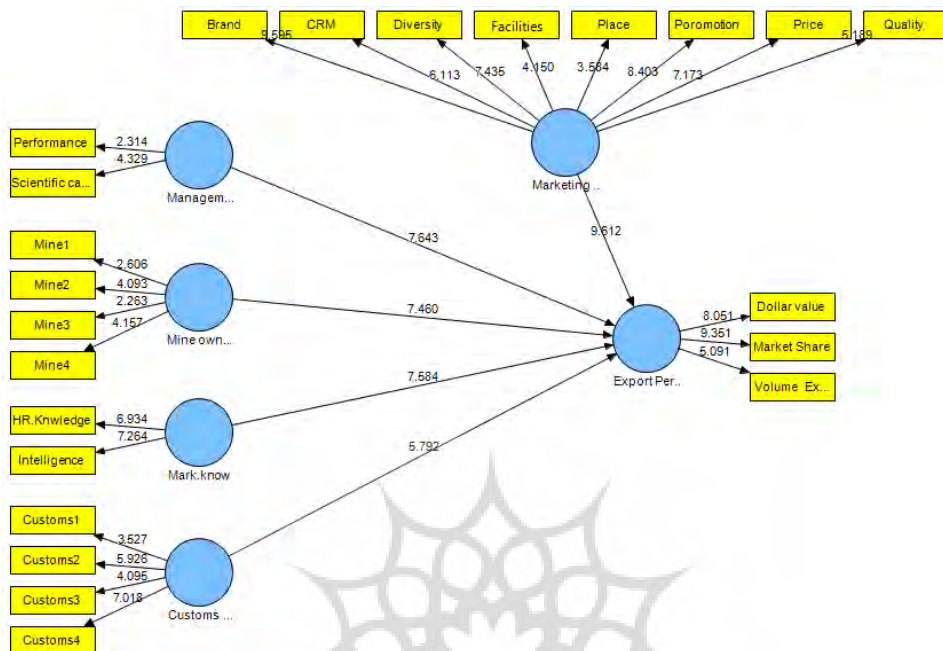 Brand
CRM
Diversity
Facilities
Place
Poromotion
Price
Quality
6.113
7.435
4.150
8.403
7.173
5.189
Marketing ..
9.612
Performance
Scientific ca...
2.314
4.329
Managem...
7.643
Mine1
Mine2
Mine3
Mine4
2.606
4.093
2.263
4.157
Mine own...
7.460
Dollar value
Market Share
Volume Ex...
8.051
9.351
5.091
Export Per..
HR.Knwledge
Intelligence
6.934
7.264
Mark.know
7.584
5.792
Customs1
Customs2
Customs3
Customs4
3.527
5.926
4.095
7.018
Customs ...